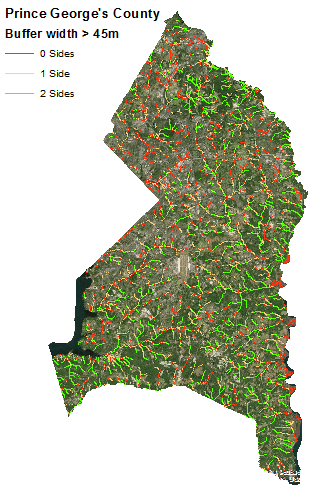 Prince George's County
Buffer width > 45m
0 Sides
1 Side
2 Sides